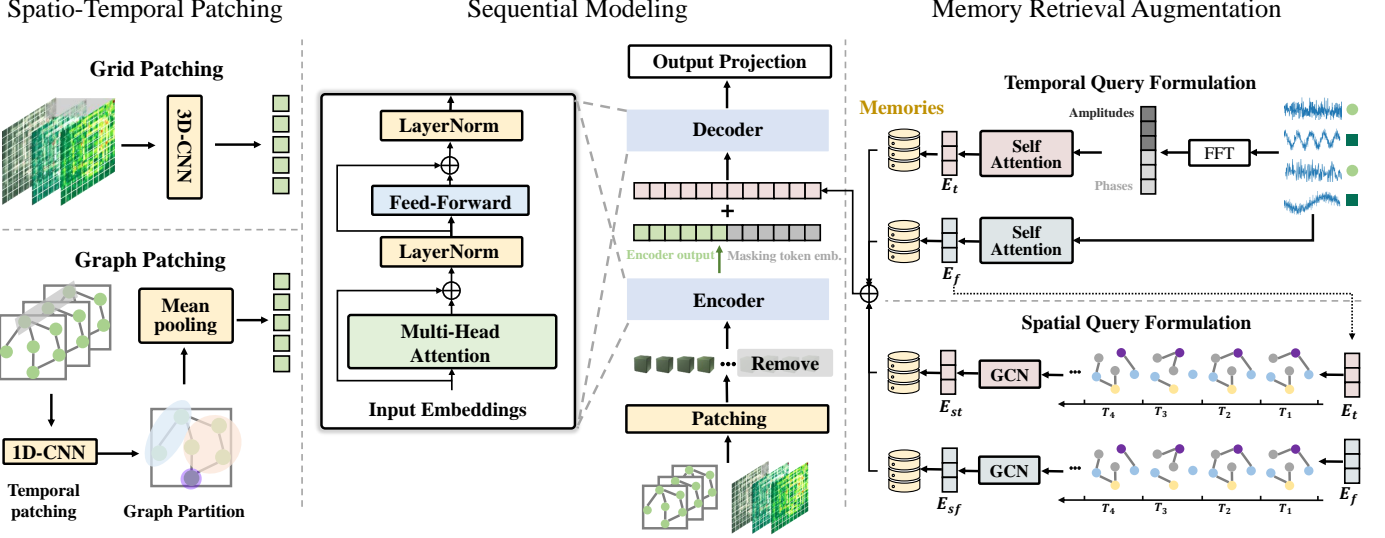 Spatio-Temporal Patching
Grid Patching
3D-CNN
Graph Patching
Mean
pooling
1D-CNN
Temporal
patching
Graph Partition
Sequential Modeling
LayerNorm
Feed-Forward
LayerNorm
Multi-Head
Attention
Input Embeddings
Output Projection
Decoder
+
Encoder output
Masking token emb.
Encoder
Remove
Patching
Memory Retrieval Augmentation
Temporal Query Formulation
Memories
Amplitudes
Self
Attention
FFT
E_t
Phases
Self
Attention
E_f
Spatial Query Formulation
GCN
...
E_st
T_4
T_3
T_2
T_1
E_t
GCN
...
E_sf
T_4
T_3
T_2
T_1
E_f